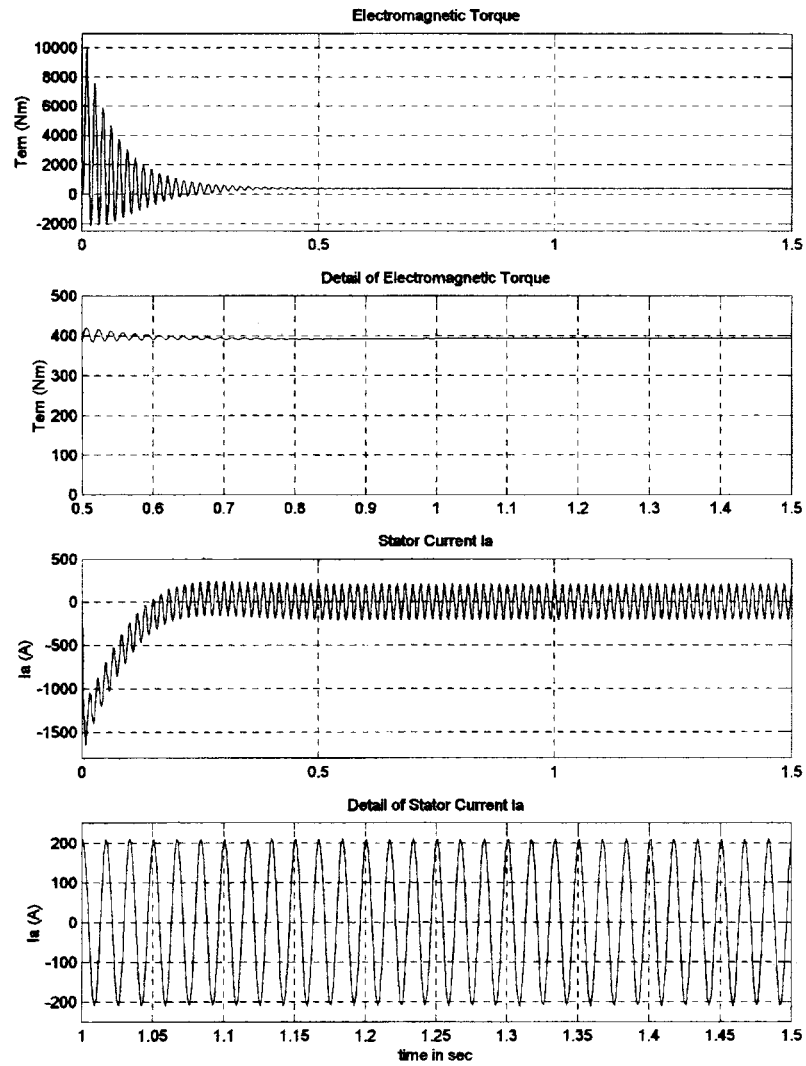 Electromagnetic Torque
Tem (Nm)
10000
8000
6000
4000
2000
0
-2000
0 0.5 1 1.5
Detail of Electromagnetic Torque
Tem (Nm)
500
400
300
200
100
0
0.5 0.6 0.7 0.8 0.9 1 1.1 1.2 1.3 1.4 1.5
Stator Current Ia
Ia (A)
500
0
-500
-1000
-1500
0 0.5 1 1.5
Detail of Stator Current Ia
Ia (A)
200
100
0
-100
-200
1 1.05 1.1 1.15 1.2 1.25 1.3 1.35 1.4 1.45 1.5
time in sec